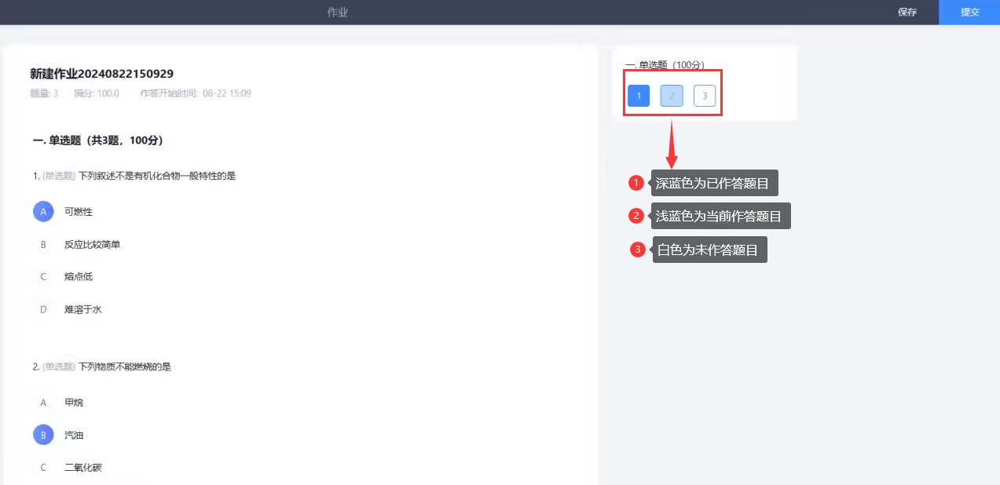 作业
保存
提交
新建作业20240822150929
题量: 3 满分: 100.0 作答开始时间: 08-22 15:09
一. 单选题（共3题，100分）
1. (单选题) 下列叙述不是有机化合物一般特性的是
A 可燃性
B 反应比较简单
C 熔点低
D 难溶于水
2. (单选题) 下列物质不能燃烧的是
A 甲烷
B 汽油
C 二氧化碳
一. 单选题（100分）
1 2 3
1 深蓝色为已作答题目
2 浅蓝色为当前作答题目
3 白色为未作答题目